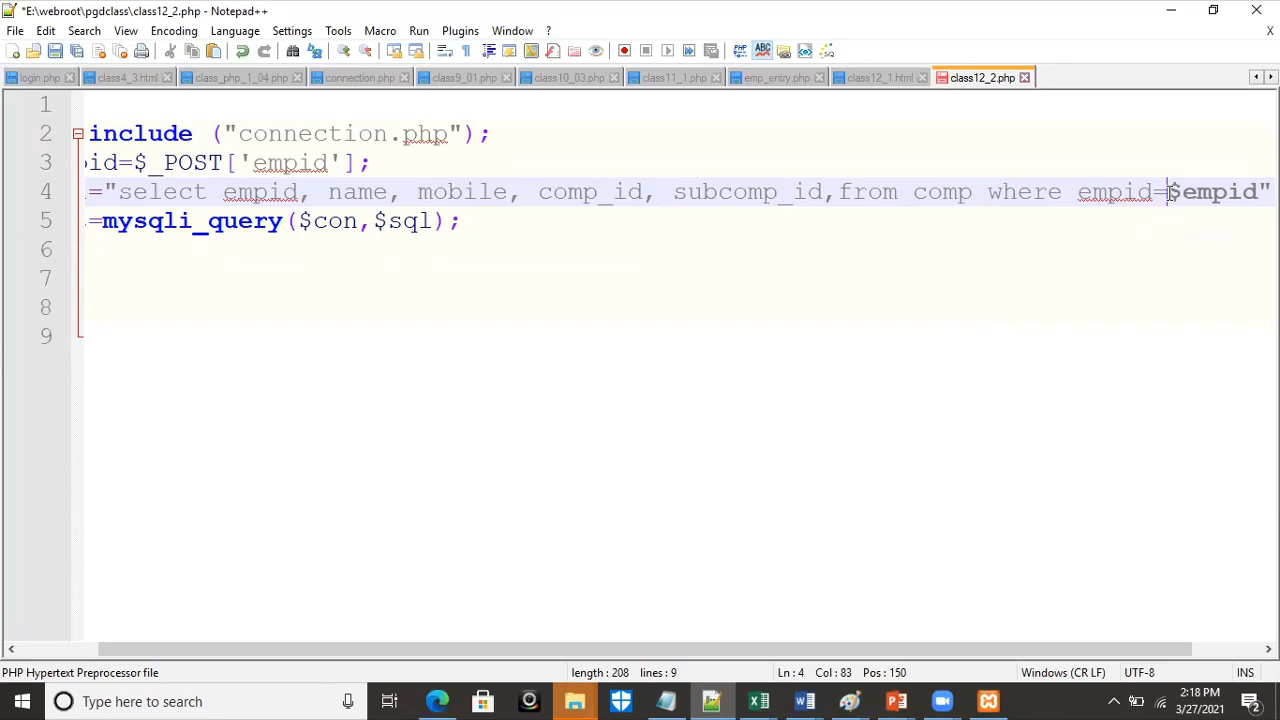 *E:\webroot\pgdclass\class12_2.php - Notepad++
File Edit Search View Encoding Language Settings Tools Macro Run Plugins Window ?
X
login.php class4_3.html class_php_1_04.php connection.php class9_01.php class10_03.php class11_1.php emp_entry.php class12_1.html class12_2.php
1
2 include ("connection.php");
3 id=$_POST['empid'];
4 ="select empid, name, mobile, comp_id, subcomp_id,from comp where empid=$empid"
5 =mysqli_query($con,$sql);
6
7
8
9
PHP Hypertext Preprocessor file length : 208 lines : 9 Ln : 4 Col : 83 Pos : 150 Windows (CR LF) UTF-8 INS
Type here to search
2:18 PM
3/27/2021
2